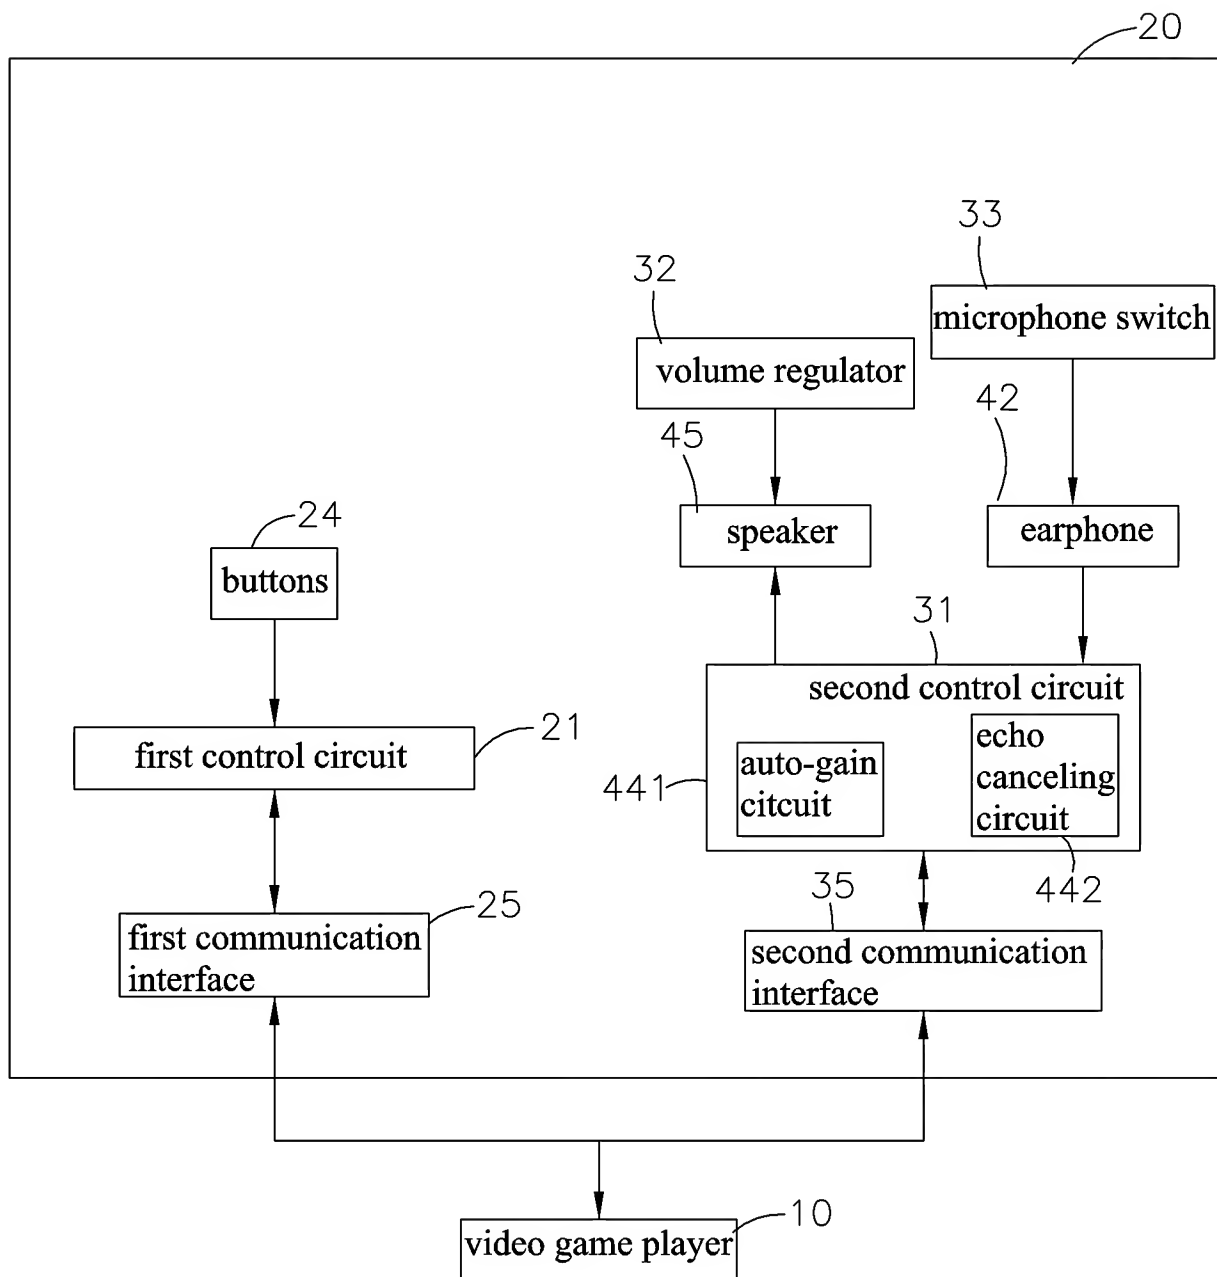 20
33
microphone switch
32
volume regulator
42
45
speaker
earphone
24
buttons
31
second control circuit
21
first control circuit
441
auto-gain
citcuit
echo
canceling
circuit
442
35
25
first communication
interface
second communication
interface
10
video game player